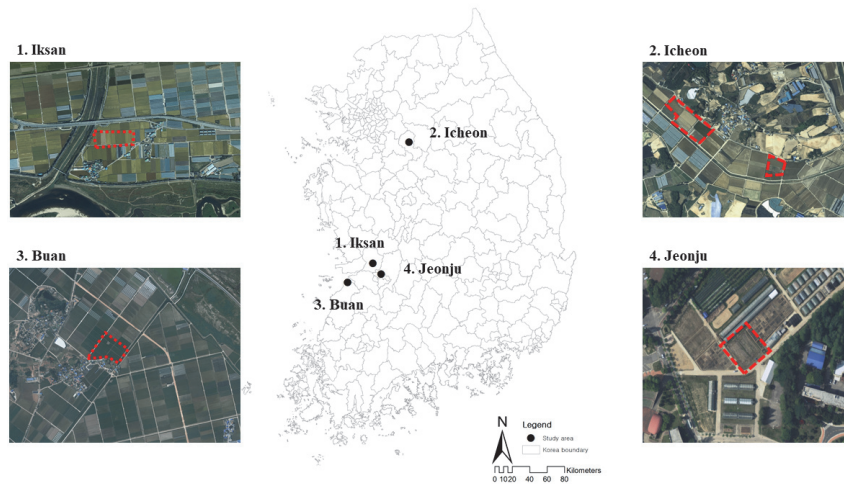 1. Iksan
2. Icheon
2. Icheon
1. Iksan
4. Jeonju
3. Buan
3. Buan
4. Jeonju
N
Legend
Study area
Korea boundary
Kilometers
0 10 20 40 60 80